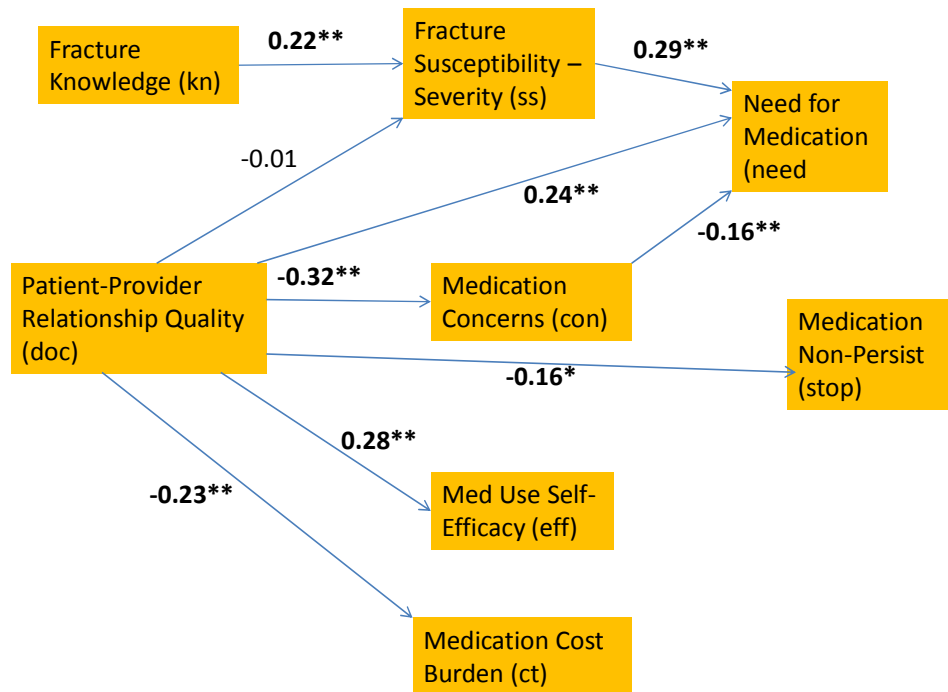 Fracture
Knowledge (kn)
0.22**
Fracture
Susceptibility –
Severity (ss)
0.29**
Need for
Medication
(need
-0.01
0.24**
-0.16**
Patient-Provider
Relationship Quality
(doc)
-0.32**
Medication
Concerns (con)
Medication
Non-Persist
(stop)
-0.16*
0.28**
-0.23**
Med Use Self-
Efficacy (eff)
Medication Cost
Burden (ct)